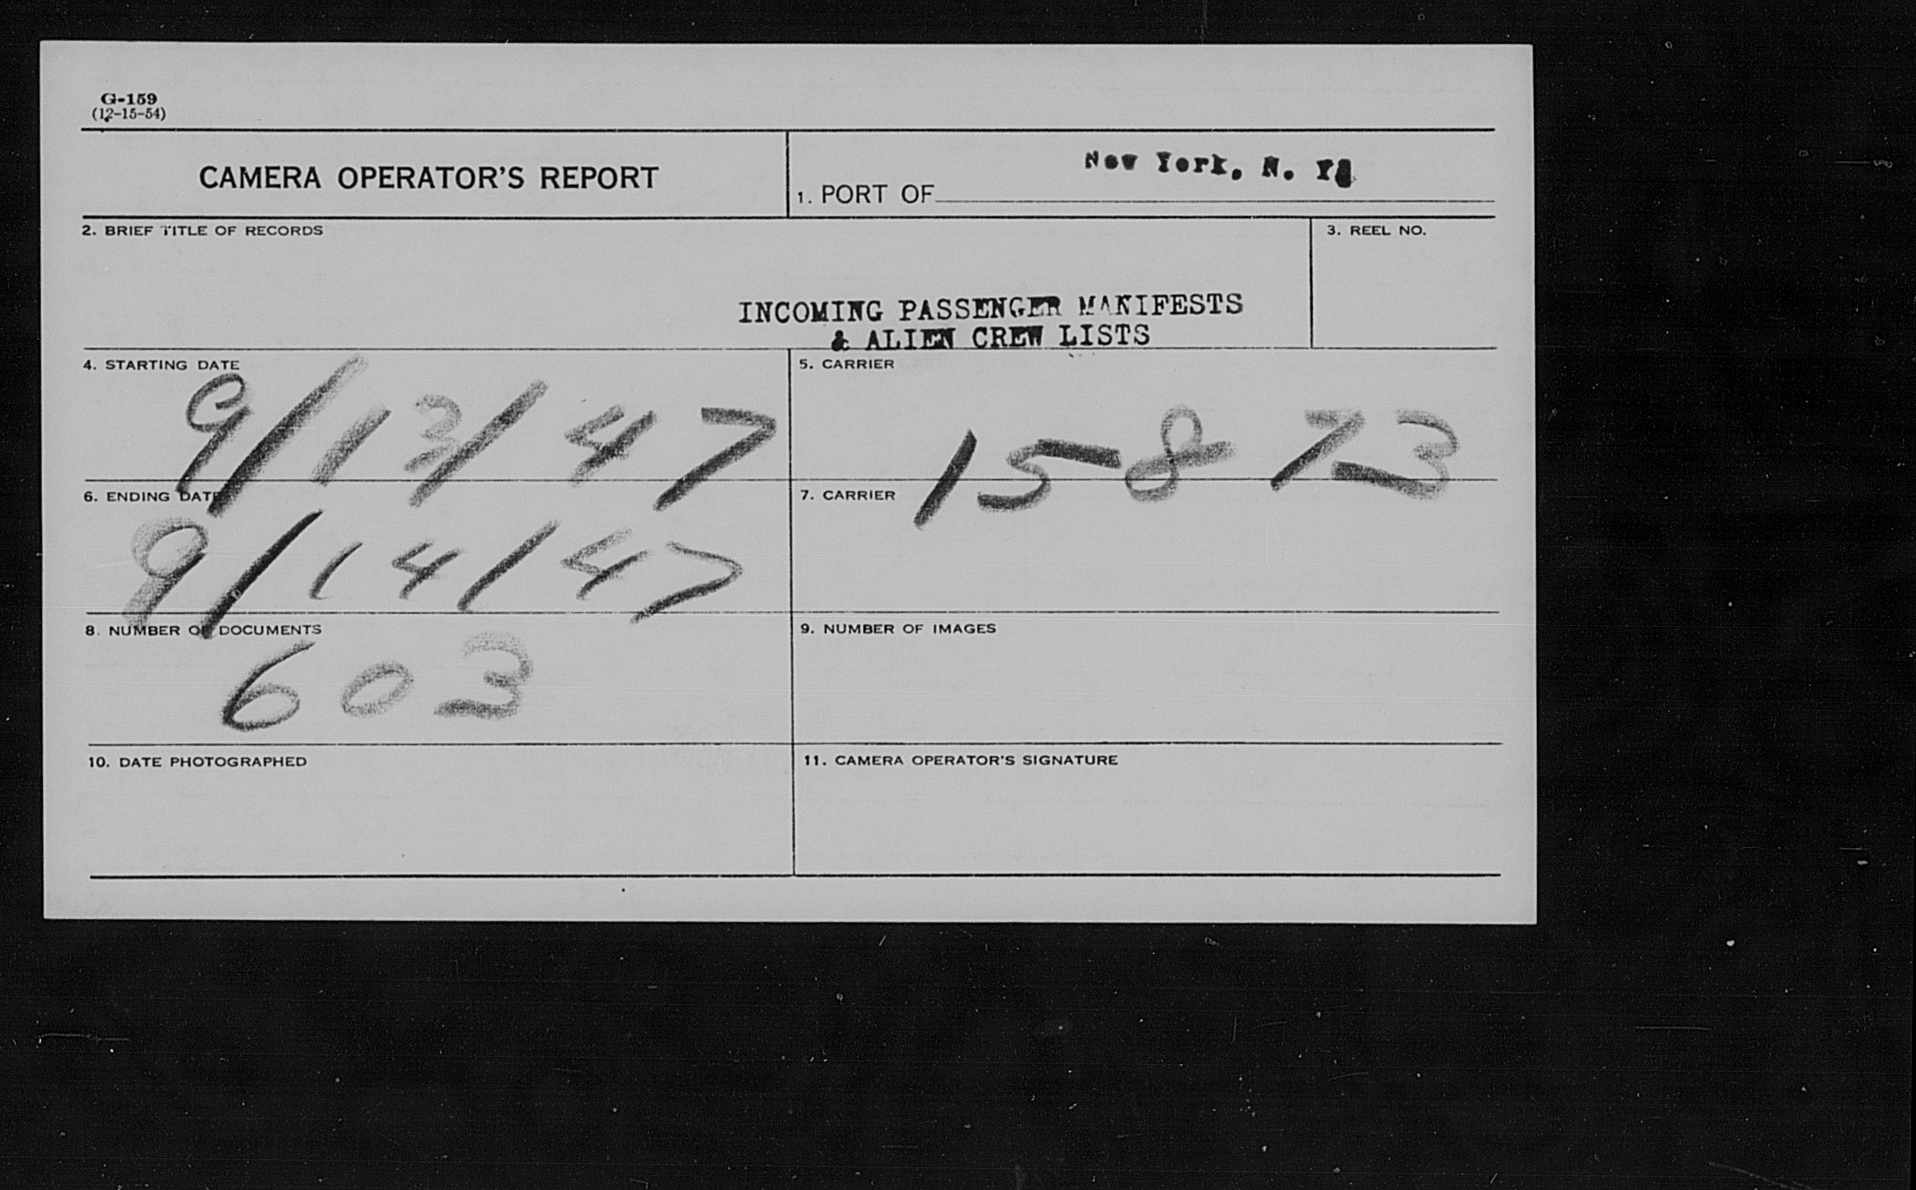 G-159
(12-15-54)
CAMERA OPERATOR'S REPORT
1. PORT OF New York, N. Y.
2. BRIEF TITLE OF RECORDS
3. REEL NO.
INCOMING PASSENGER MANIFESTS
& ALIEN CREW LISTS
4. STARTING DATE
9/13/47
5. CARRIER
15873
6. ENDING DATE
9/14/47
7. CARRIER
8. NUMBER OF DOCUMENTS
603
9. NUMBER OF IMAGES
10. DATE PHOTOGRAPHED
11. CAMERA OPERATOR'S SIGNATURE